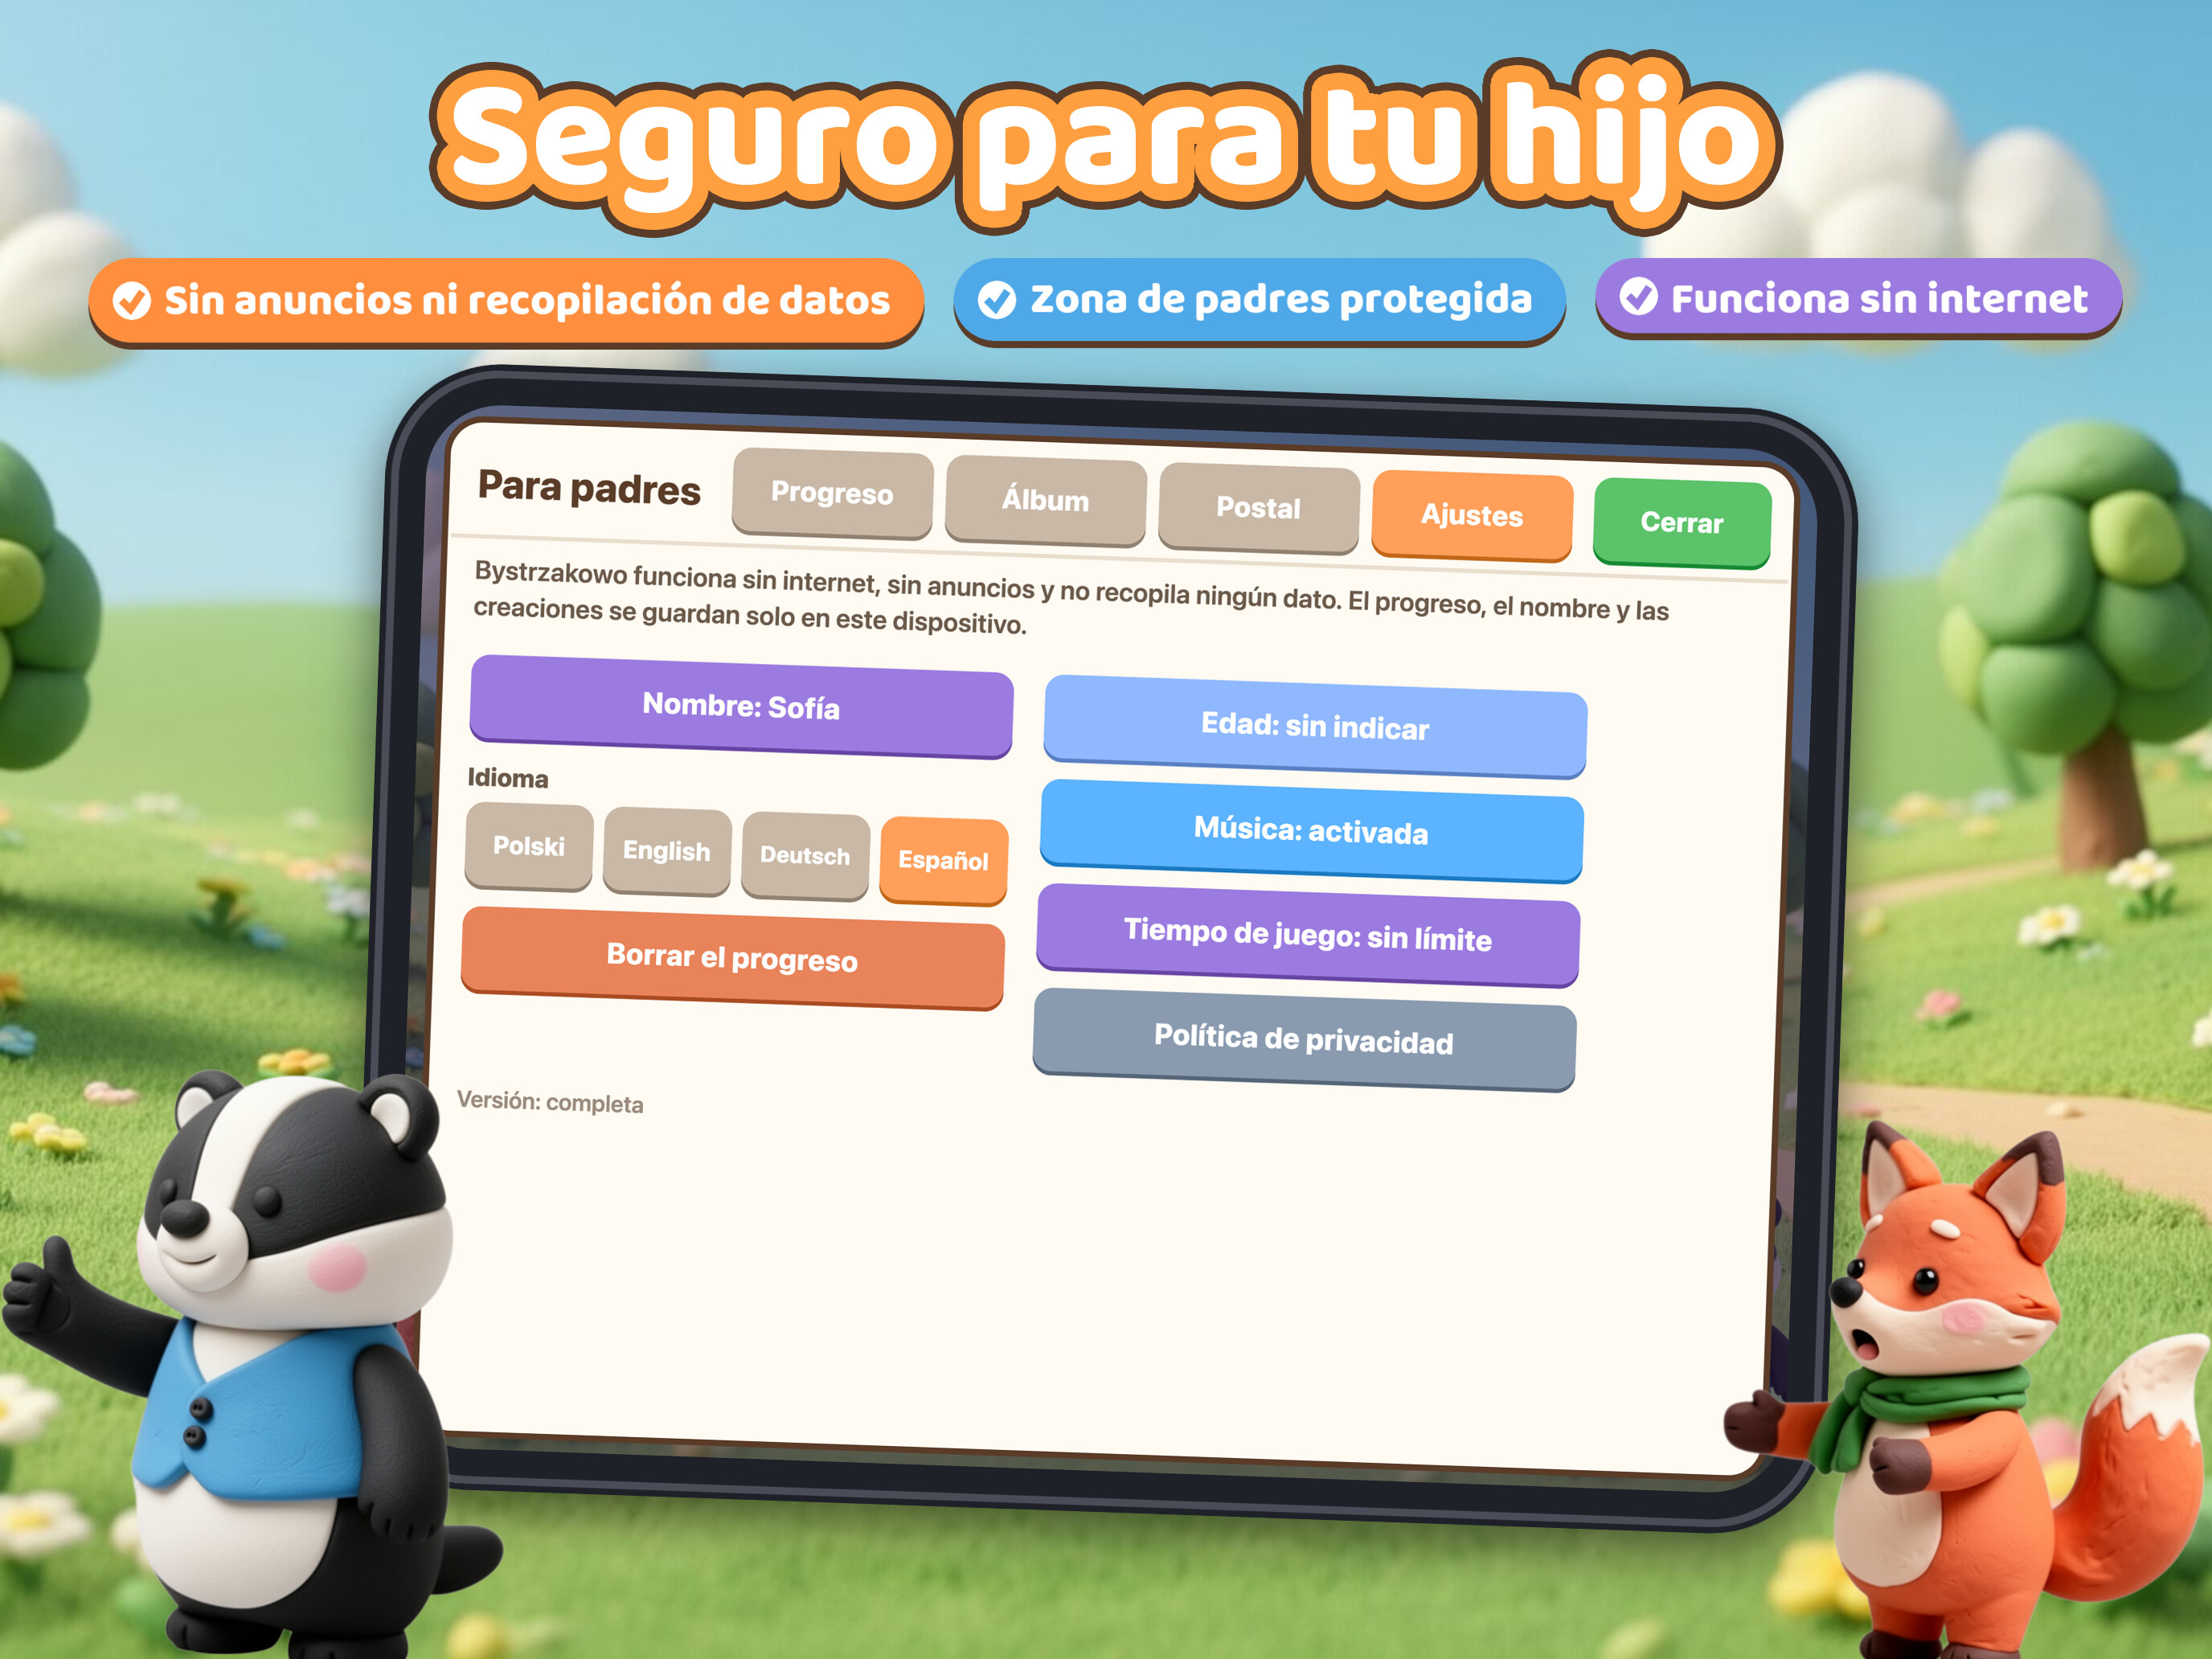 Seguro para tu hijo
Sin anuncios ni recopilación de datos
Zona de padres protegida
Funciona sin internet
Para padres
Progreso
Álbum
Postal
Ajustes
Cerrar
Bystrzakowo funciona sin internet, sin anuncios y no recopila ningún dato. El progreso, el nombre y las
creaciones se guardan solo en este dispositivo.
Nombre: Sofía
Edad: sin indicar
Idioma
Polski
English
Deutsch
Español
Música: activada
Borrar el progreso
Tiempo de juego: sin límite
Política de privacidad
Versión: completa